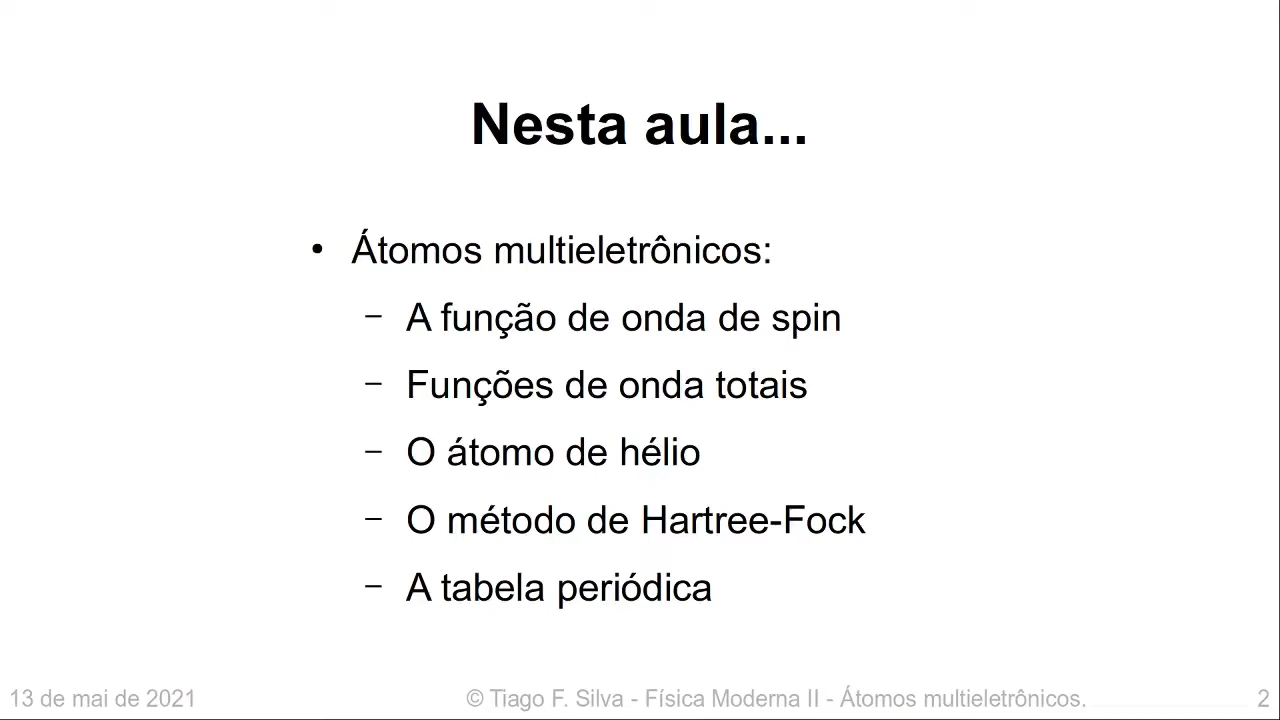 Nesta aula...
• Átomos multieletrônicos:
– A função de onda de spin
– Funções de onda totais
– O átomo de hélio
– O método de Hartree-Fock
– A tabela periódica
13 de mai de 2021 © Tiago F. Silva - Física Moderna II - Átomos multieletrônicos. 2